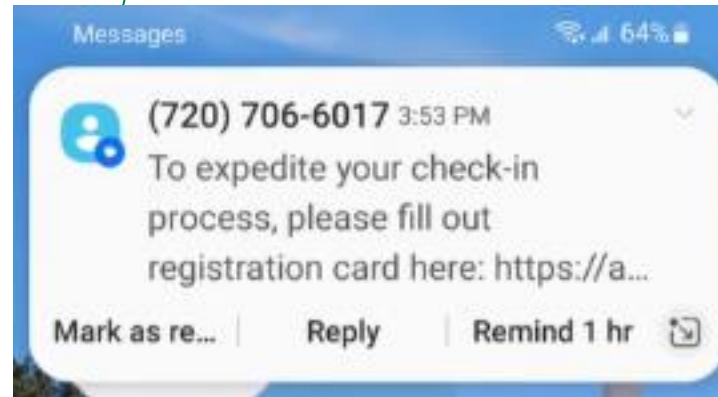 Messages 64%
(720) 706-6017 3:53 PM
To expedite your check-in
process, please fill out
registration card here: https://a...
Mark as re... Reply Remind 1 hr